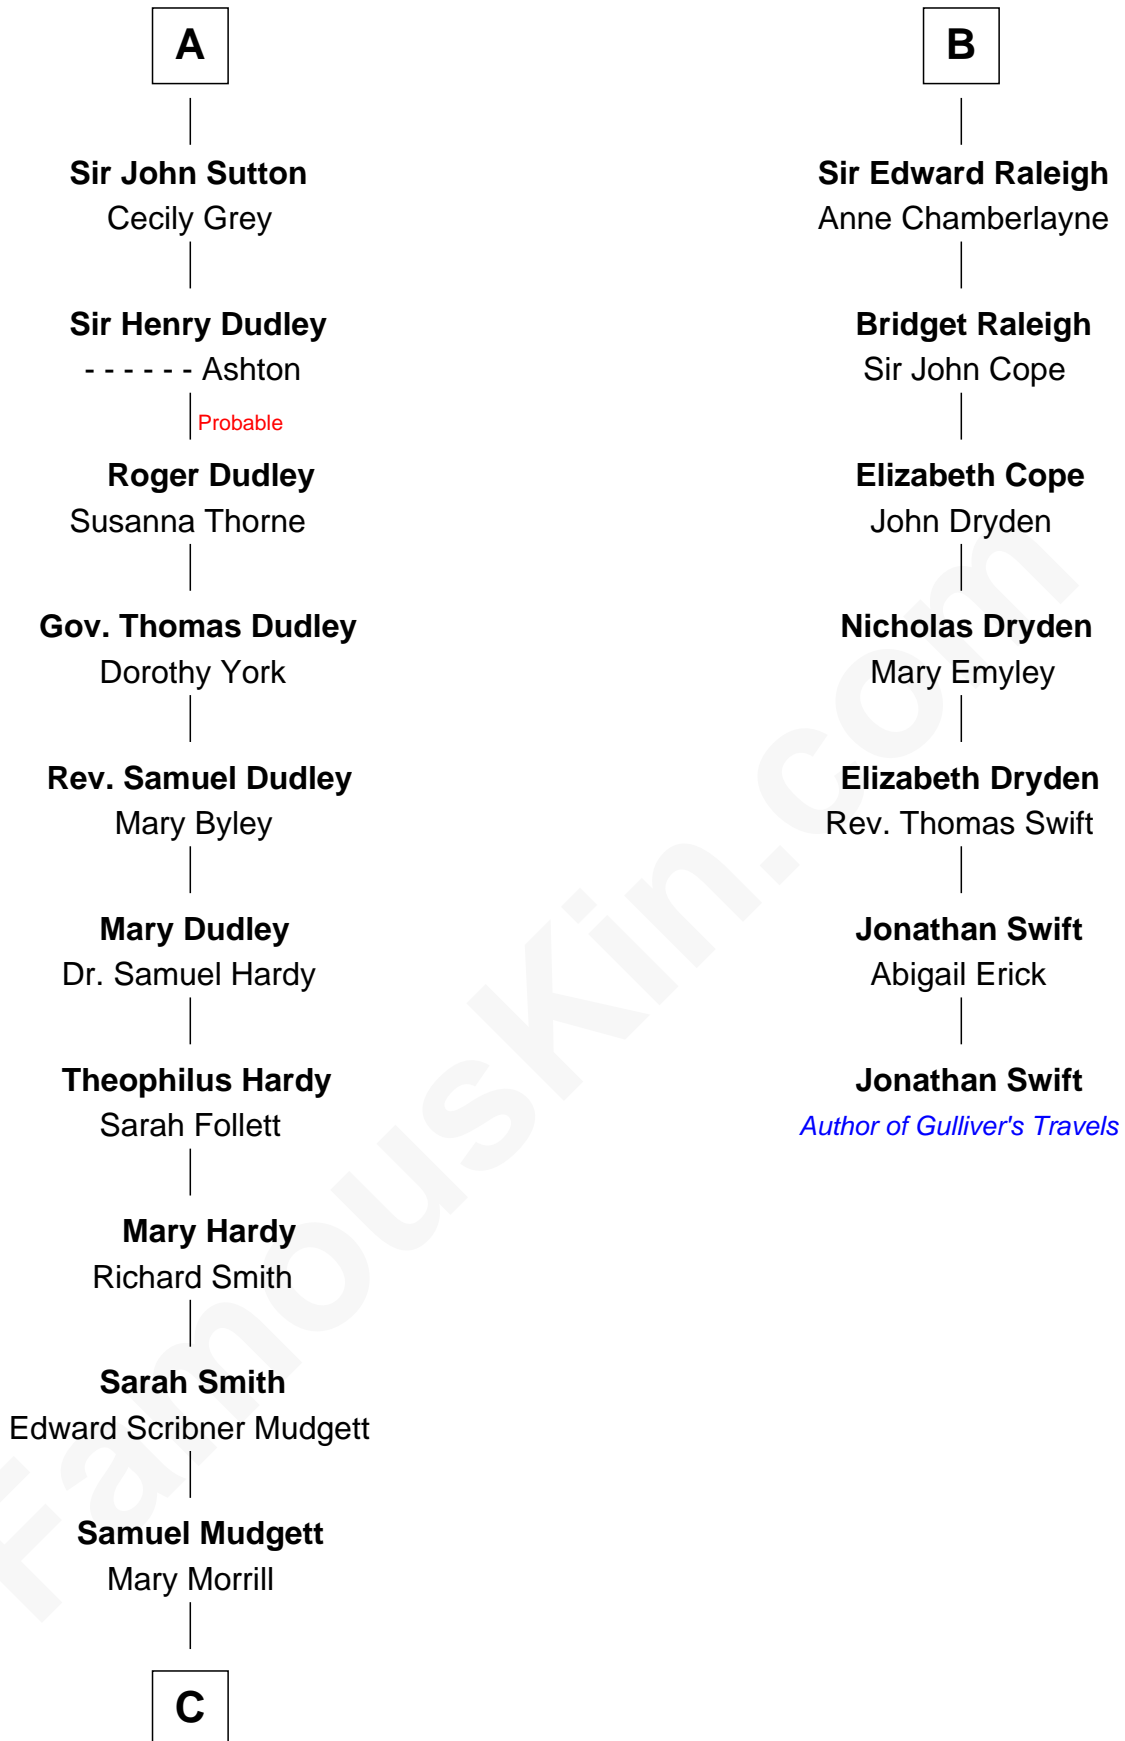 A
Sir John Sutton
Cecily Grey
Sir Henry Dudley
- - - - - - Ashton
Probable
Roger Dudley
Susanna Thorne
Gov. Thomas Dudley
Dorothy York
Rev. Samuel Dudley
Mary Byley
Mary Dudley
Dr. Samuel Hardy
Theophilus Hardy
Sarah Follett
Mary Hardy
Richard Smith
Sarah Smith
Edward Scribner Mudgett
Samuel Mudgett
Mary Morrill
C
B
Sir Edward Raleigh
Anne Chamberlayne
Bridget Raleigh
Sir John Cope
Elizabeth Cope
John Dryden
Nicholas Dryden
Mary Emyley
Elizabeth Dryden
Rev. Thomas Swift
Jonathan Swift
Abigail Erick
Jonathan Swift
Author of Gulliver's Travels
FamousKin.com